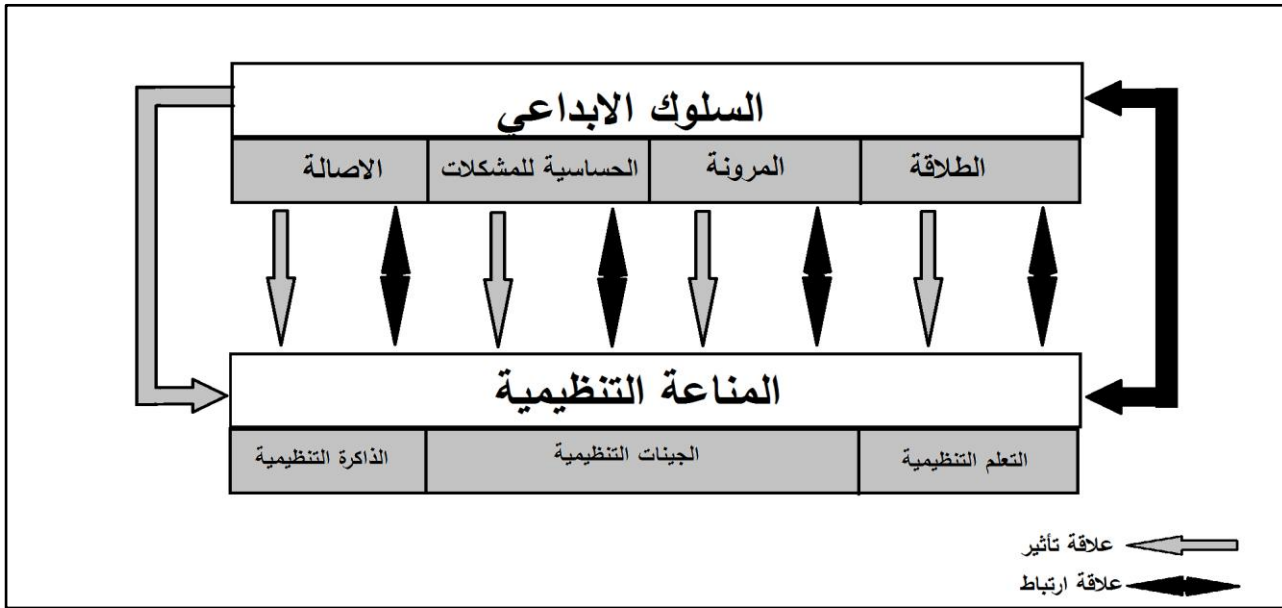 السلوك الابداعي
الطلاقة
المرونة
الحساسية للمشكلات
الاصالة
المناعة التنظيمية
التعلم التنظيمية
الجينات التنظيمية
الذاكرة التنظيمية
علاقة تأثير
علاقة ارتباط